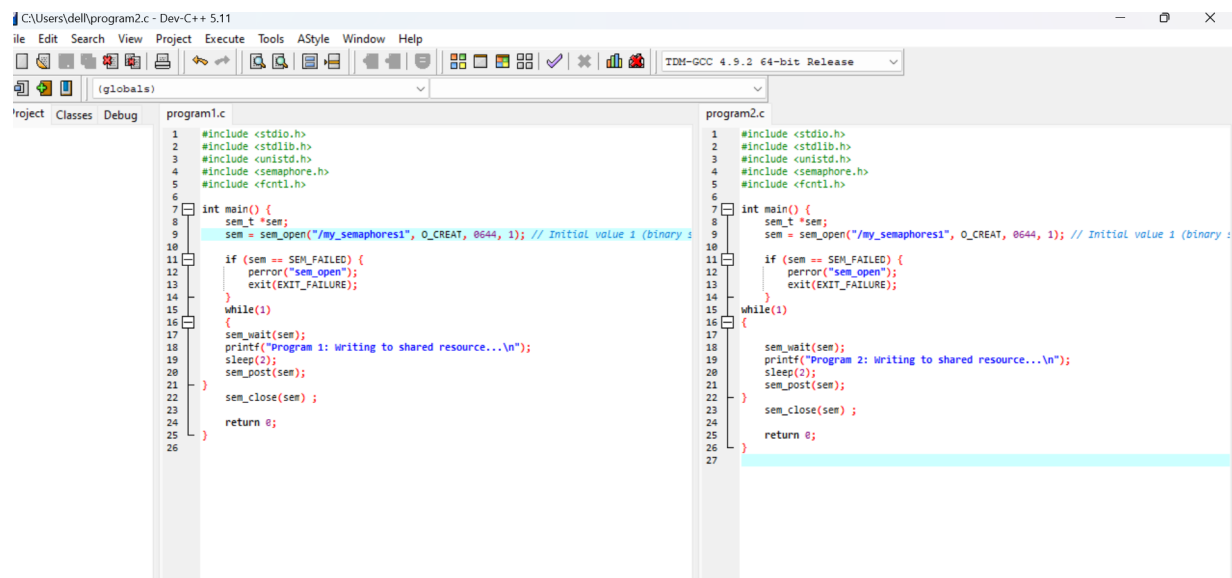 C:\Users\dell\program2.c - Dev-C++ 5.11
ile Edit Search View Project Execute Tools AStyle Window Help
TDM-GCC 4.9.2 64-bit Release
(globals)
Project Classes Debug program1.c
1 #include <stdio.h>
2 #include <stdlib.h>
3 #include <unistd.h>
4 #include <semaphore.h>
5 #include <fcntl.h>
6
7 int main() {
8 sem_t *sem;
9 sem = sem_open("/my_semaphores1", O_CREAT, 0644, 1); // Initial value 1 (binary s
10
11 if (sem == SEM_FAILED) {
12 perror("sem_open");
13 exit(EXIT_FAILURE);
14 }
15 while(1)
16 {
17 sem_wait(sem);
18 printf("Program 1: Writing to shared resource...\n");
19 sleep(2);
20 sem_post(sem);
21 }
22 sem_close(sem) ;
23
24 return 0;
25 }
26
program2.c
1 #include <stdio.h>
2 #include <stdlib.h>
3 #include <unistd.h>
4 #include <semaphore.h>
5 #include <fcntl.h>
6
7 int main() {
8 sem_t *sem;
9 sem = sem_open("/my_semaphores1", O_CREAT, 0644, 1); // Initial value 1 (binary
10
11 if (sem == SEM_FAILED) {
12 perror("sem_open");
13 exit(EXIT_FAILURE);
14 }
15 while(1)
16 {
17
18 sem_wait(sem);
19 printf("Program 2: Writing to shared resource...\n");
20 sleep(2);
21 sem_post(sem);
22 }
23 sem_close(sem) ;
24
25 return 0;
26 }
27